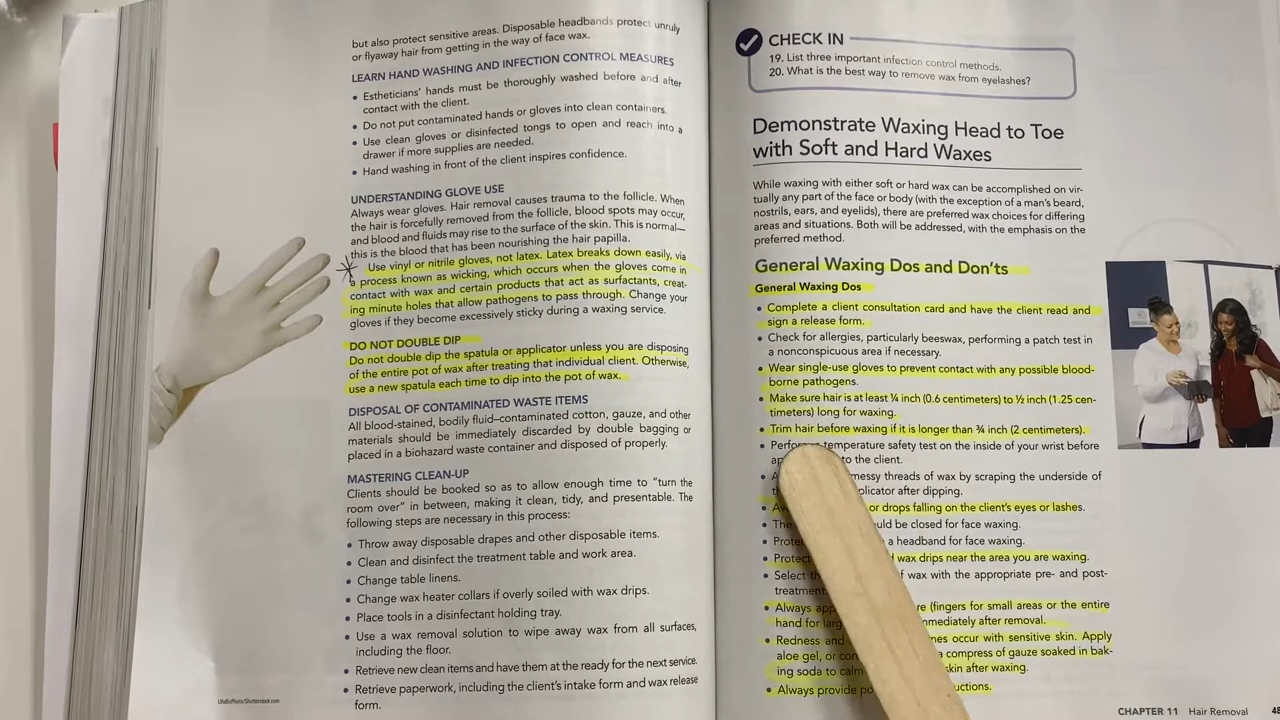 but also protect sensitive areas. Disposable headbands protect unruly
or flyaway hair from getting in the way of face wax.
LEARN HAND WASHING AND INFECTION CONTROL MEASURES
• Estheticians' hands must be thoroughly washed before and after
contact with the client.
• Do not put contaminated hands or gloves into clean containers.
• Use clean gloves or disinfected tongs to open and reach into a
drawer if more supplies are needed.
• Hand washing in front of the client inspires confidence.
UNDERSTANDING GLOVE USE
Always wear gloves. Hair removal causes trauma to the follicle. When
the hair is forcefully removed from the follicle, blood spots may occur,
and blood and fluids may rise to the surface of the skin. This is normal—
this is the blood that has been nourishing the hair papilla.
Use vinyl or nitrile gloves, not latex. Latex breaks down easily, via
a process known as wicking, which occurs when the gloves come in
contact with wax and certain products that act as surfactants, creat-
ing minute holes that allow pathogens to pass through. Change your
gloves if they become excessively sticky during a waxing service.
DO NOT DOUBLE DIP
Do not double dip the spatula or applicator unless you are disposing
of the entire pot of wax after treating that individual client. Otherwise,
use a new spatula each time to dip into the pot of wax.
DISPOSAL OF CONTAMINATED WASTE ITEMS
All blood-stained, bodily fluid–contaminated cotton, gauze, and other
materials should be immediately discarded by double bagging or
placed in a biohazard waste container and disposed of properly.
MASTERING CLEAN-UP
Clients should be booked so as to allow enough time to "turn the
room over" in between, making it clean, tidy, and presentable. The
following steps are necessary in this process:
• Throw away disposable drapes and other disposable items.
• Clean and disinfect the treatment table and work area.
• Change table linens.
• Change wax heater collars if overly soiled with wax drips.
• Place tools in a disinfectant holding tray.
• Use a wax removal solution to wipe away wax from all surfaces,
including the floor.
• Retrieve new clean items and have them at the ready for the next service.
• Retrieve paperwork, including the client's intake form and wax release
form.
LifeBizPhoto/Shutterstock.com
CHECK IN
19. List three important infection control methods.
20. What is the best way to remove wax from eyelashes?
Demonstrate Waxing Head to Toe
with Soft and Hard Waxes
While waxing with either soft or hard wax can be accomplished on vir-
tually any part of the face or body (with the exception of a man's beard,
nostrils, ears, and eyelids), there are preferred wax choices for differing
areas and situations. Both will be addressed, with the emphasis on the
preferred method.
General Waxing Dos and Don'ts
General Waxing Dos
• Complete a client consultation card and have the client read and
sign a release form.
• Check for allergies, particularly beeswax, performing a patch test in
a nonconspicuous area if necessary.
• Wear single-use gloves to prevent contact with any possible blood-
borne pathogens.
• Make sure hair is at least ¼ inch (0.6 centimeters) to ½ inch (1.25 cen-
timeters) long for waxing.
• Trim hair before waxing if it is longer than ¾ inch (2 centimeters).
• Perform temperature safety test on the inside of your wrist before
to the client.
• messy threads of wax by scraping the underside of
applicator after dipping.
• or drops falling on the client's eyes or lashes.
• The be closed for face waxing.
• a headband for face waxing.
• Protect wax drips near the area you are waxing.
• Select of wax with the appropriate pre- and post-
treatment
• Always (fingers for small areas or the entire
hand for immediately after removal.
• Redness and occur with sensitive skin. Apply
aloe gel, or a compress of gauze soaked in bak-
ing soda to calm skin after waxing.
• Always provide
CHAPTER 11 Hair Removal